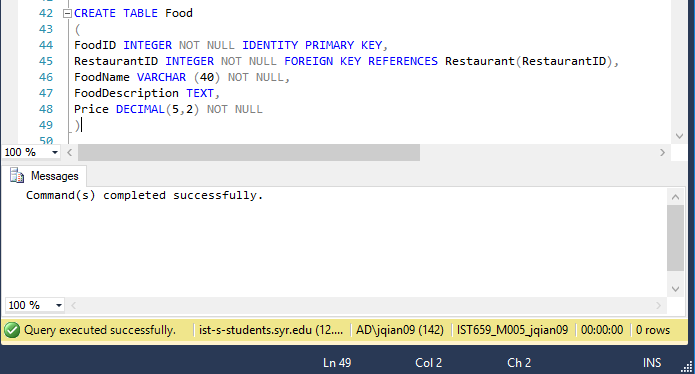 42 CREATE TABLE Food
43 (
44 FoodID INTEGER NOT NULL IDENTITY PRIMARY KEY,
45 RestaurantID INTEGER NOT NULL FOREIGN KEY REFERENCES Restaurant(RestaurantID),
46 FoodName VARCHAR (40) NOT NULL,
47 FoodDescription TEXT,
48 Price DECIMAL(5,2) NOT NULL
49 )
50
100 %
Messages
Command(s) completed successfully.
100 %
Query executed successfully. ist-s-students.syr.edu (12.... AD\jqian09 (142) IST659_M005_jqian09 00:00:00 0 rows
Ln 49 Col 2 Ch 2 INS